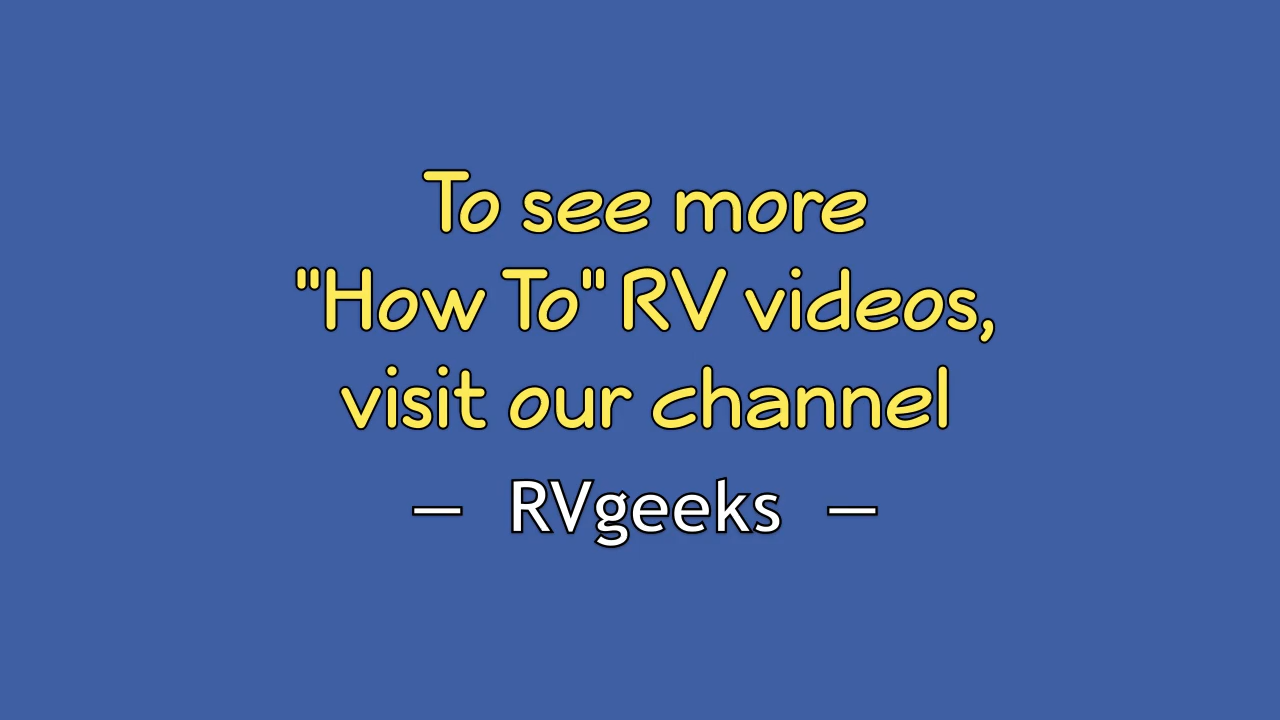 To see more
"How To" RV videos,
visit our channel
— RVgeeks —